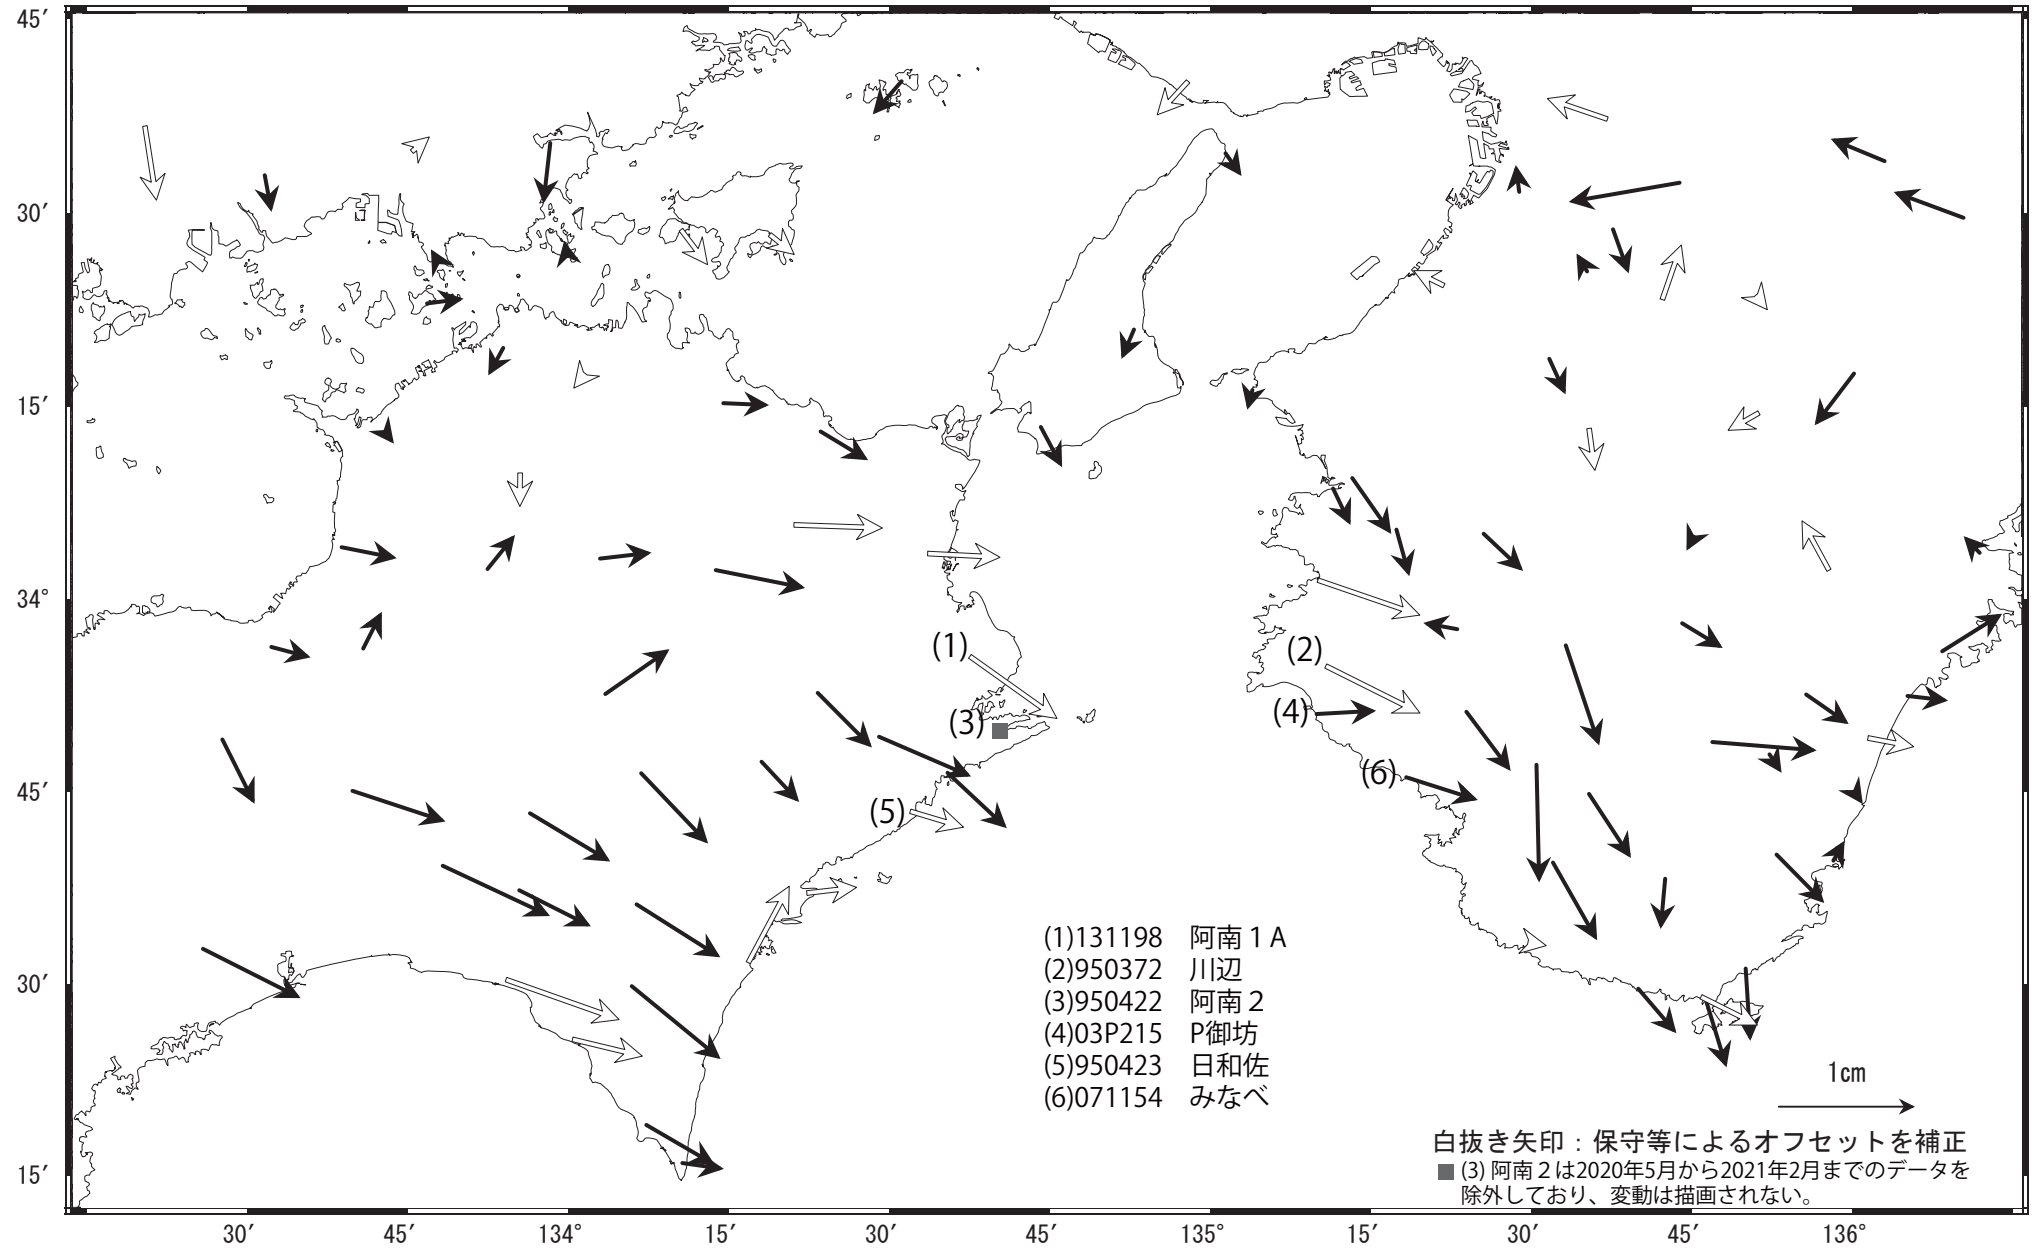 45′
30′
15′
34°
45′
30′
15′
(1)
(2)
(3)
(4)
(5)
(6)
(1)131198 阿南１A
(2)950372 川辺
(3)950422 阿南２
(4)03P215 P御坊
(5)950423 日和佐
(6)071154 みなべ
1cm
白抜き矢印：保守等によるオフセットを補正
■ (3) 阿南２は2020年5月から2021年2月までのデータを
除外しており、変動は描画されない。
30′ 45′ 134° 15′ 30′ 45′ 135° 15′ 30′ 45′ 136°